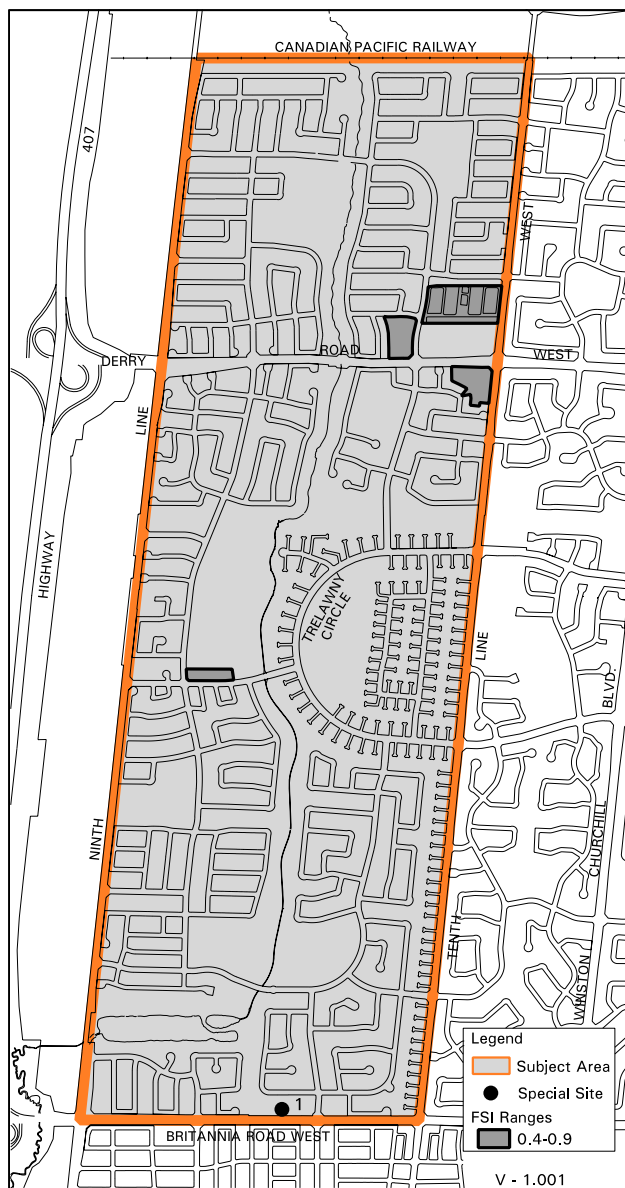 CANADIAN PACIFIC RAILWAY
407
WEST
DERRY
ROAD
WEST
LINE
HIGHWAY
TRELAWNY
CIRCLE
LINE
BLVD.
CHURCHILL
NINTH
TENTH
WINSTON
1
BRITANNIA ROAD WEST
Legend
Subject Area
Special Site
FSI Ranges
0.4-0.9
V - 1.001